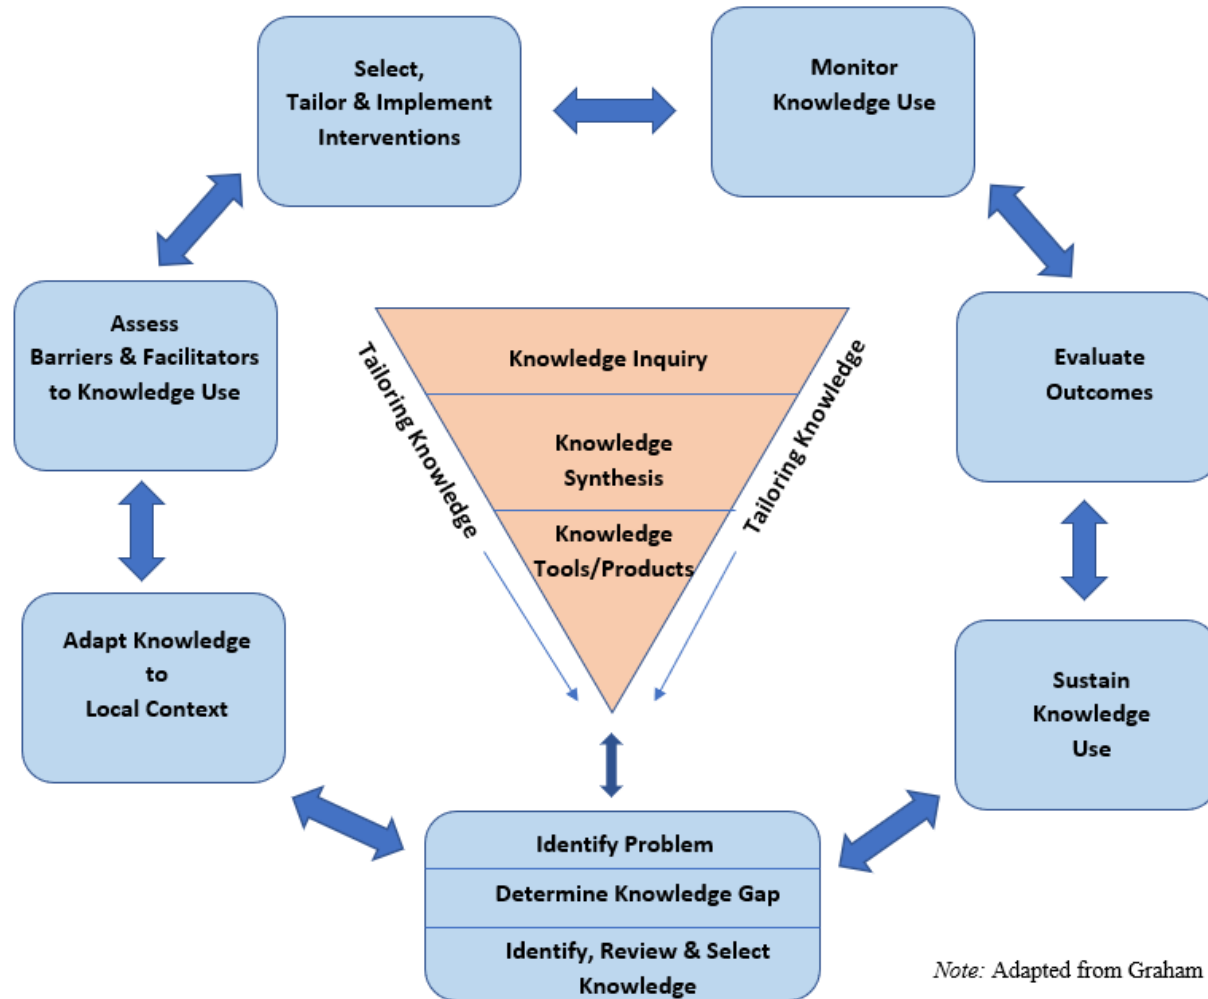 Select,
Tailor & Implement
Interventions
Monitor
Knowledge Use
Assess
Barriers & Facilitators
to Knowledge Use
Tailoring Knowledge
Knowledge Inquiry
Knowledge
Synthesis
Knowledge
Tools/Products
Tailoring Knowledge
Evaluate
Outcomes
Adapt Knowledge
to
Local Context
Sustain
Knowledge
Use
Identify Problem
Determine Knowledge Gap
Identify, Review & Select
Knowledge
Note: Adapted from Graham